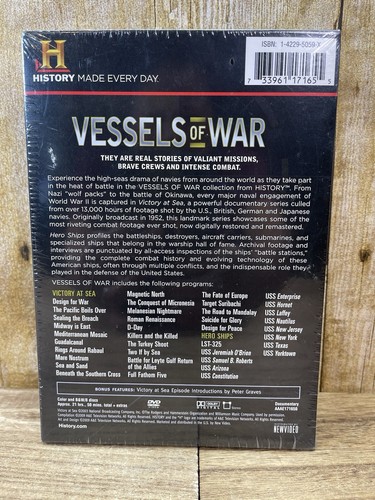 H
HISTORY MADE EVERY DAY.
ISBN: 1-4229-5059-X
7 33961 17165 5
VESSELS OF WAR
THEY ARE REAL STORIES OF VALIANT MISSIONS,
BRAVE CREWS AND INTENSE COMBAT.
Experience the high-seas drama of navies from around the world as they take part
in the heat of battle in the VESSELS OF WAR collection from HISTORY™. From
Nazi "wolf packs" to the battle of Okinawa, every major naval engagement of
World War II is captured in Victory at Sea, a powerful documentary series culled
from over 13,000 hours of footage shot by the U.S., British, German and Japanese
navies. Originally broadcast in 1952, this landmark series showcases some of the
most riveting combat footage ever shot, now digitally restored and remastered.
Hero Ships profiles the battleships, destroyers, aircraft carriers, submarines, and
specialized ships that belong in the warship hall of fame. Archival footage and
interviews are punctuated by all-access inspections of the ships' "battle stations,"
providing the complete history and evolving technology of these
American ships, often through multiple conflicts, and the indispensable role they
played in the defense of the United States.
VESSELS OF WAR includes the following programs:
VICTORY AT SEA
Design for War
The Pacific Boils Over
Sealing the Breach
Midway is East
Mediterranean Mosaic
Guadalcanal
Rings Around Rabaul
Mare Nostrum
Sea and Sand
Beneath the Southern Cross
Magnetic North
The Conquest of Micronesia
Melanesian Nightmare
Roman Renaissance
D-Day
Killers and the Killed
The Turkey Shoot
Two If by Sea
Battle for Leyte Gulf Return
of the Allies
Full Fathom Five
The Fate of Europe
Target Suribachi
The Road to Mandalay
Suicide for Glory
Design for Peace
HERO SHIPS
LST-325
USS Jeremiah O'Brien
USS Samuel B. Roberts
USS Arizona
USS Constitution
USS Enterprise
USS Hornet
USS Laffey
USS Nautilus
USS New Jersey
USS New York
USS Texas
USS Yorktown
BONUS FEATURES: Victory at Sea Episode Introductions by Peter Graves
Color and B&W/8 discs
DVD
DOLBY DIGITAL
Documentary
AAAE171658
History.com
NEWVIDEO